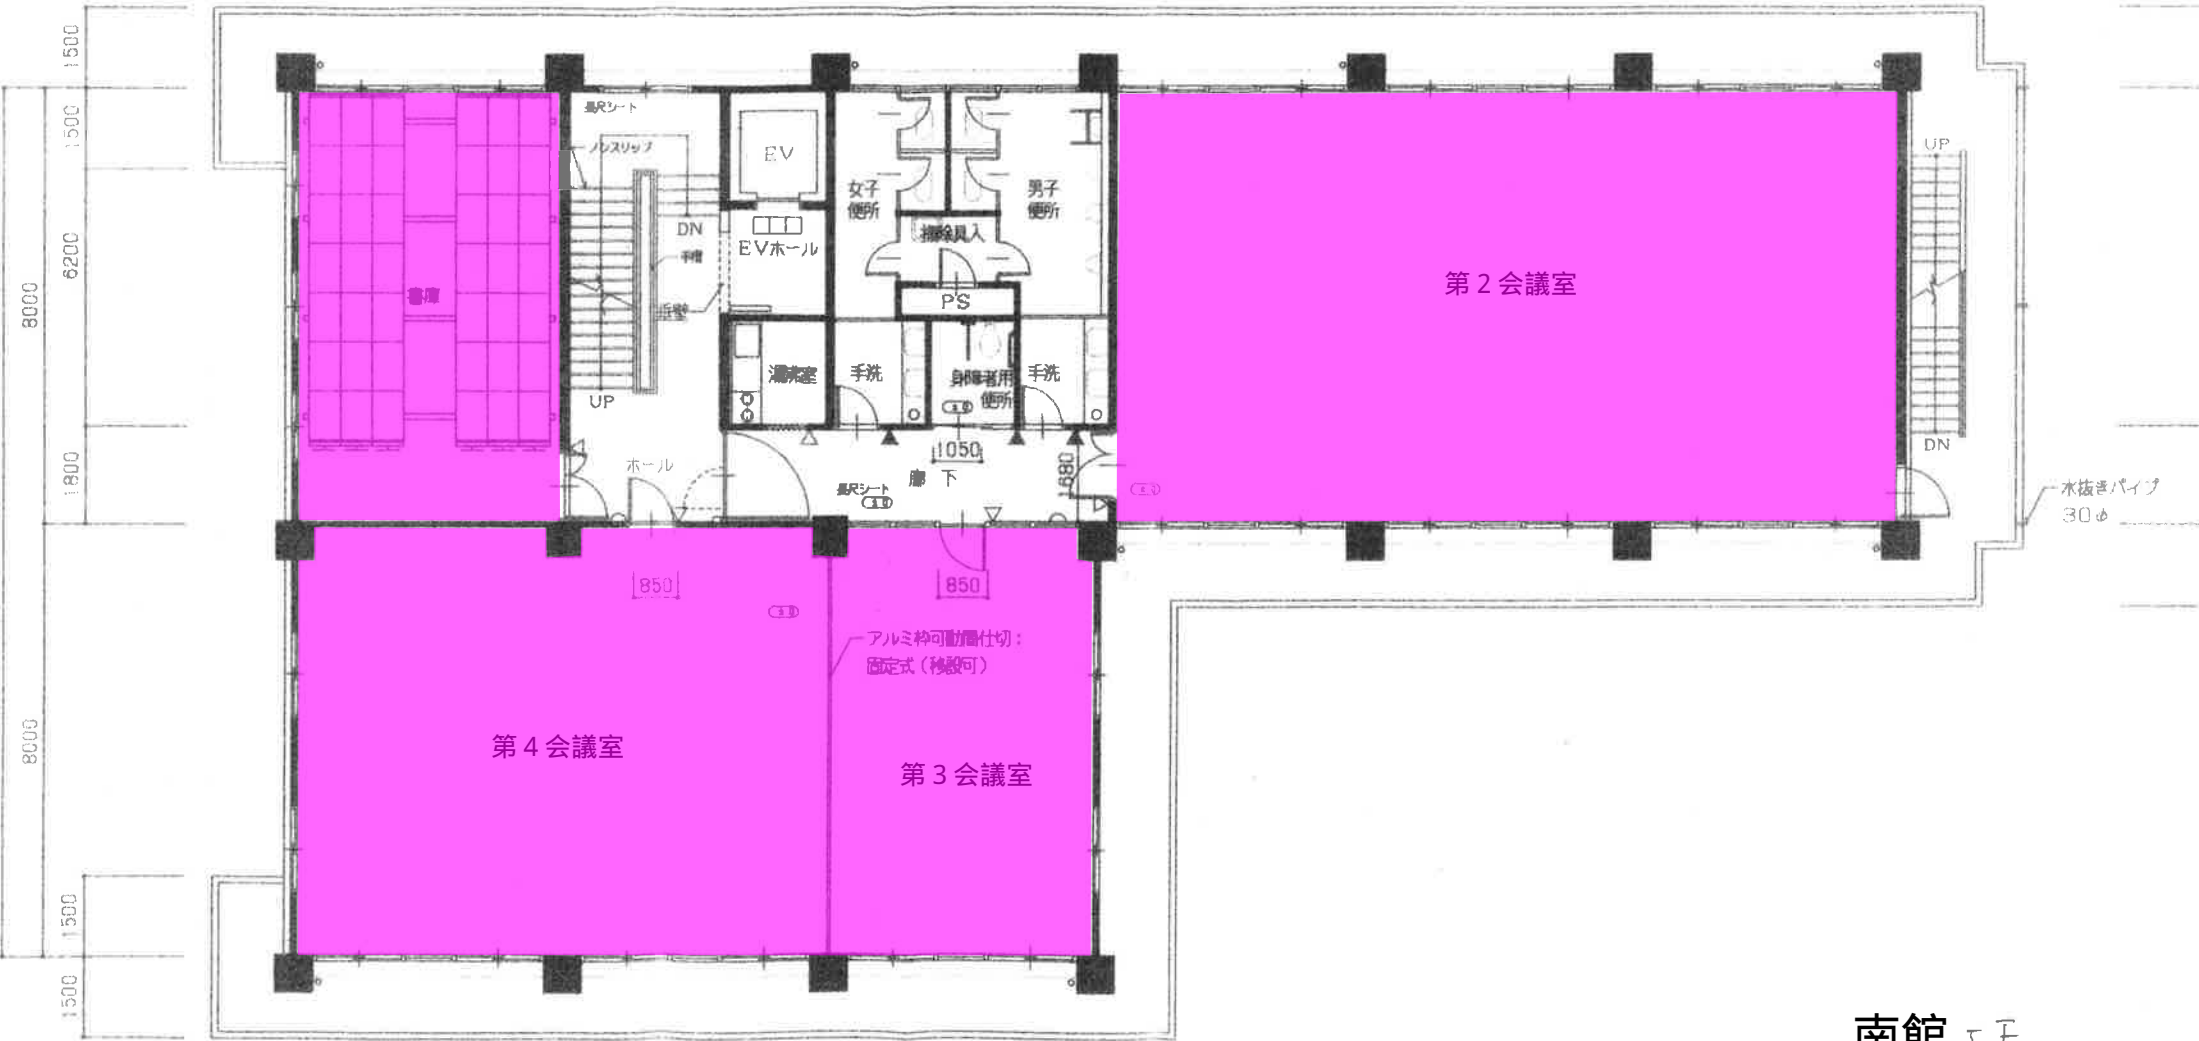 1500
1500
6200
8000
1800
8000
1500
1500
長尺シート
ノンスリップ
EV
女子
便所
男子
便所
UP
DN
手摺
EVホール
掃除具入
PS
垂壁
書庫
第2会議室
湯沸室
手洗
身障者用
便所
手洗
UP
DN
ホール
1050
1680
廊下
長尺シート
水抜きパイプ
30φ
850
850
アルミ枠可動間仕切:
固定式(移設可)
第4会議室
第3会議室
南館